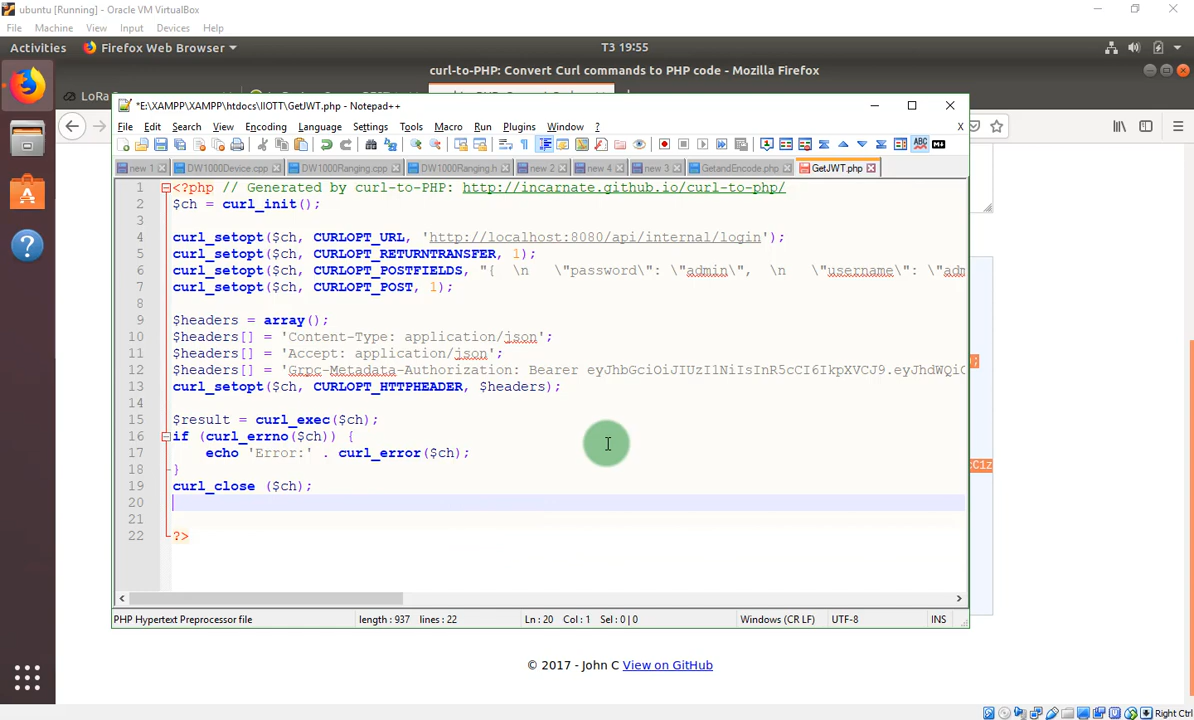 ubuntu [Running] - Oracle VM VirtualBox
File Machine View Input Devices Help
Activities Firefox Web Browser T3 19:55
curl-to-PHP: Convert Curl commands to PHP code - Mozilla Firefox
LoRa
*E:\XAMPP\XAMPP\htdocs\IIOTT\GetJWT.php - Notepad++
File Edit Search View Encoding Language Settings Tools Macro Run Plugins Window ? X
new 1 DW1000Device.cpp DW1000Ranging.cpp DW1000Ranging.h new 2 new 4 new 3 GetandEncode.php GetJWT.php
1 <?php // Generated by curl-to-PHP: http://incarnate.github.io/curl-to-php/
2 $ch = curl_init();
3
4 curl_setopt($ch, CURLOPT_URL, 'http://localhost:8080/api/internal/login');
5 curl_setopt($ch, CURLOPT_RETURNTRANSFER, 1);
6 curl_setopt($ch, CURLOPT_POSTFIELDS, "{ \n \"password\": \"admin\", \n \"username\": \"adm
7 curl_setopt($ch, CURLOPT_POST, 1);
8
9 $headers = array();
10 $headers[] = 'Content-Type: application/json';
11 $headers[] = 'Accept: application/json';
12 $headers[] = 'Grpc-Metadata-Authorization: Bearer eyJhbGciOiJIUzI1NiIsInR5cCI6IkpXVCJ9.eyJhdWQiO
13 curl_setopt($ch, CURLOPT_HTTPHEADER, $headers);
14
15 $result = curl_exec($ch);
16 if (curl_errno($ch)) {
17 echo 'Error:' . curl_error($ch);
18 }
19 curl_close ($ch);
20
21
22 ?>
PHP Hypertext Preprocessor file length : 937 lines : 22 Ln : 20 Col : 1 Sel : 0 | 0 Windows (CR LF) UTF-8 INS
© 2017 - John C View on GitHub
Right Ctrl